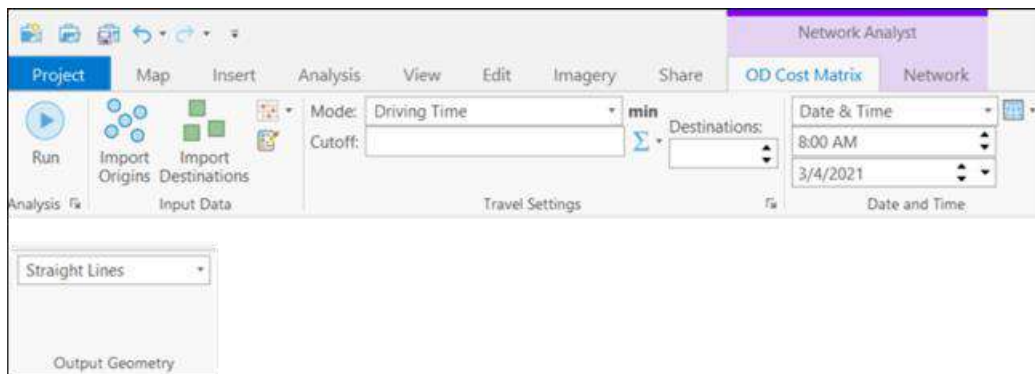 Network Analyst
Project Map Insert Analysis View Edit Imagery Share OD Cost Matrix Network
Run
Import Origins
Import Destinations
Mode: Driving Time min
Cutoff:
Σ
Destinations:
Date & Time
8:00 AM
3/4/2021
Analysis Input Data Travel Settings Date and Time
Straight Lines
Output Geometry